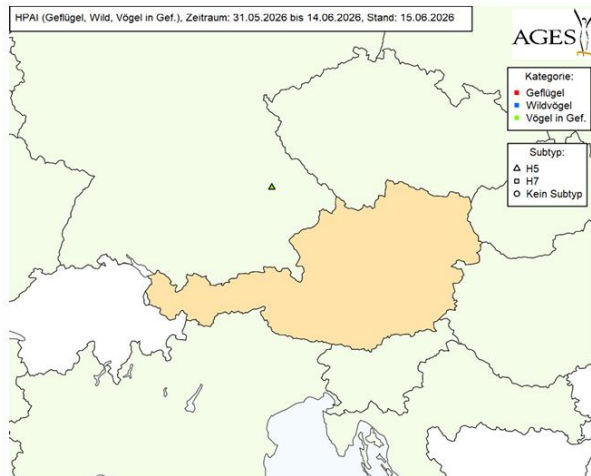 HPAI (Geflügel, Wild, Vögel in Gef.), Zeitraum: 31.05.2026 bis 14.06.2026, Stand: 15.06.2026
AGES
Kategorie:
Geflügel
Wildvögel
Vögel in Gef.
Subtyp:
H5
H7
Kein Subtyp